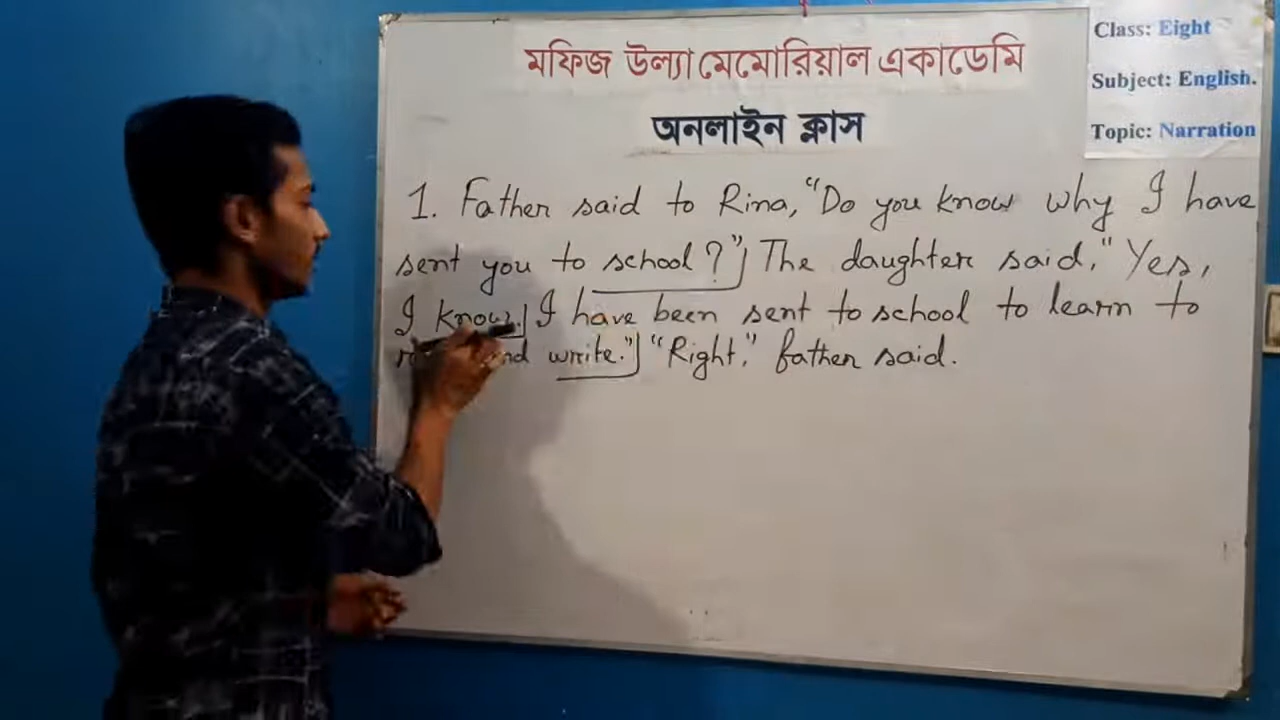 মফিজ উল্যা মেমোরিয়াল একাডেমি
অনলাইন ক্লাস
Class: Eight
Subject: English.
Topic: Narration
1. Father said to Rina, “Do you know why I have
sent you to school?” The daughter said, “Yes,
I know. I have been sent to school to learn to
write.” “Right,” father said.